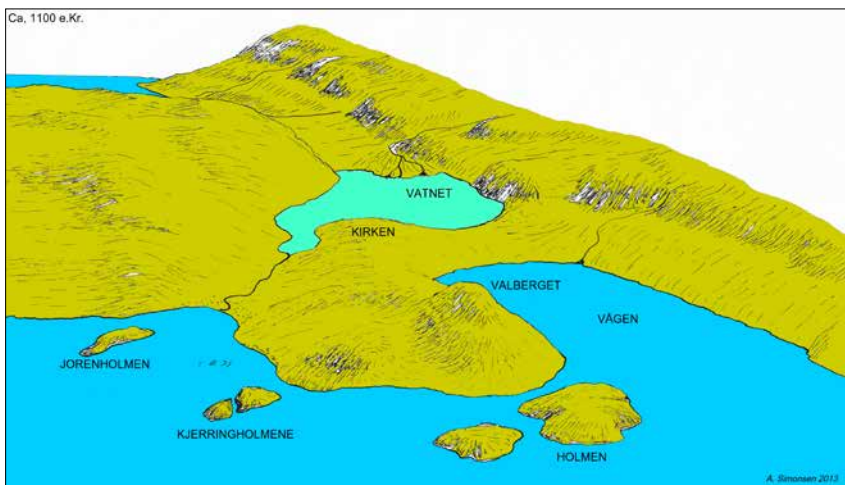 Ca, 1100 e.Kr.
VATNET
KIRKEN
VALBERGET
VÅGEN
JORENHOLMEN
KJERRINGHOLMENE
HOLMEN
A. Simonsen 2013